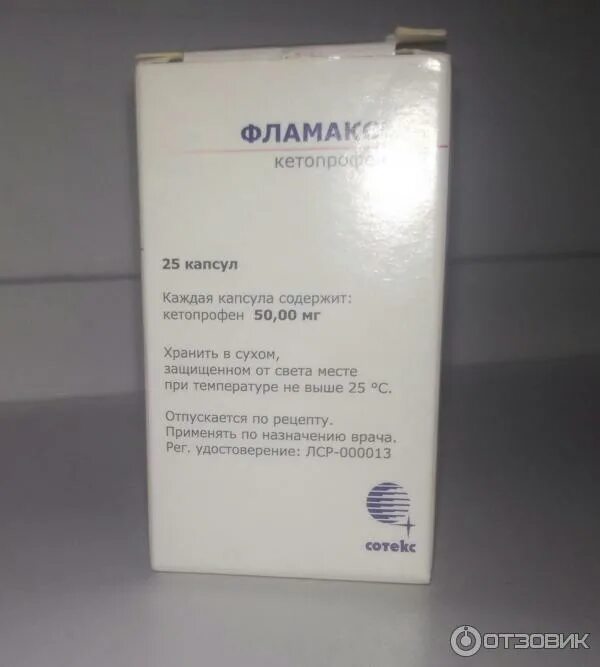 ФЛАМАКС
кетопрофен
25 капсул
Каждая капсула содержит:
кетопрофен 50,00 мг
Хранить в сухом,
защищенном от света месте
при температуре не выше 25 °C.
Отпускается по рецепту.
Применять по назначению врача.
Рег. удостоверение: ЛСР-000013
сотекс
ОТЗОВИК